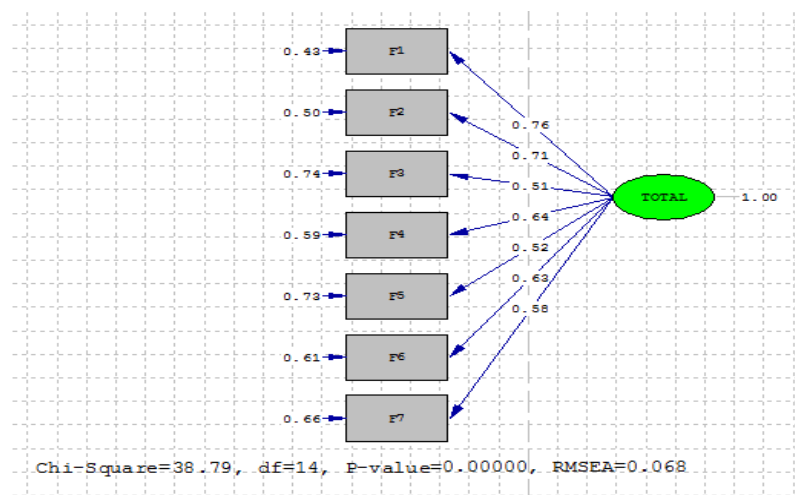 0.43 F1
0.76
0.50 F2
0.71
0.74 F3
0.51
TOTAL 1.00
0.64
0.59 F4
0.52
0.63
0.73 F5
0.58
0.61 F6
0.66 F7
Chi-Square=38.79, df=14, P-value=0.00000, RMSEA=0.068